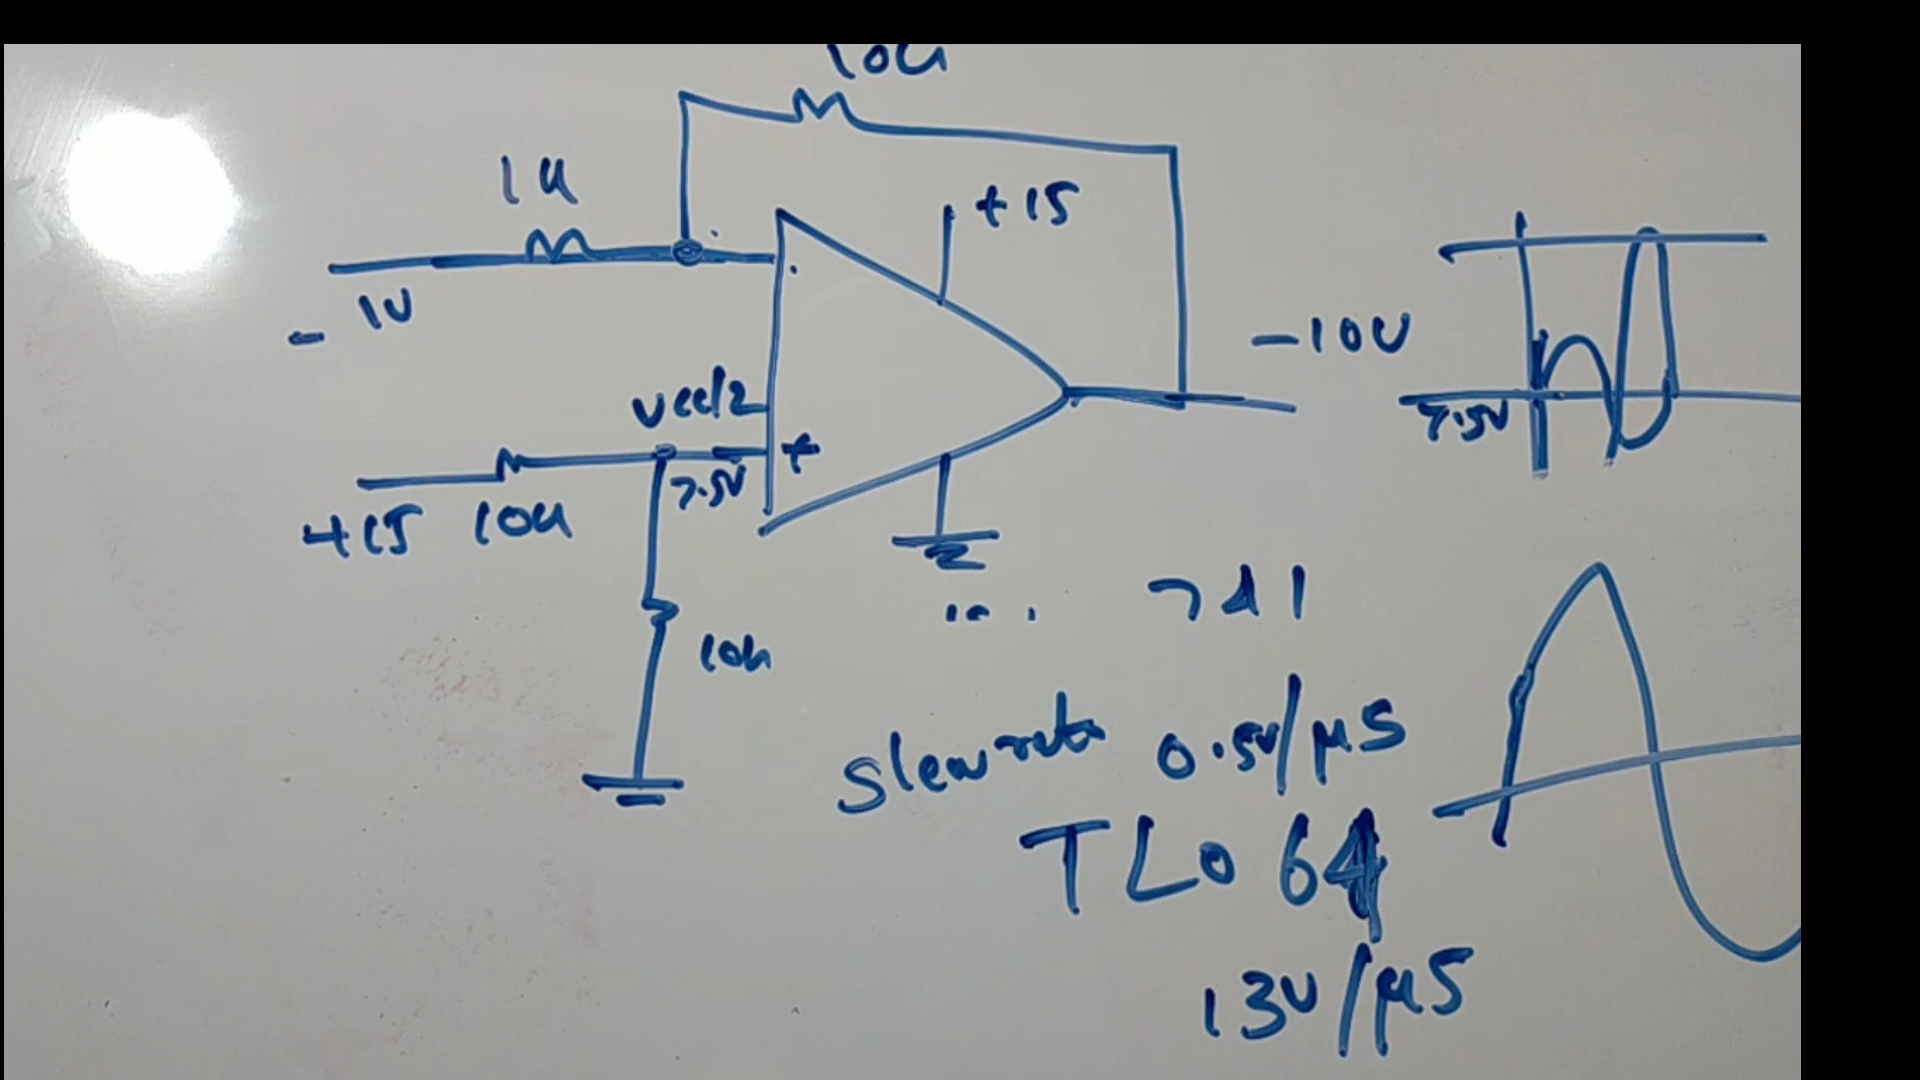 10k
1k
+15
- 1V
-10V
Vcc/2
7.5V
+
7.5V
+15 10k
741
10k
Slew rate 0.5V/µS
TL064
13V/µS